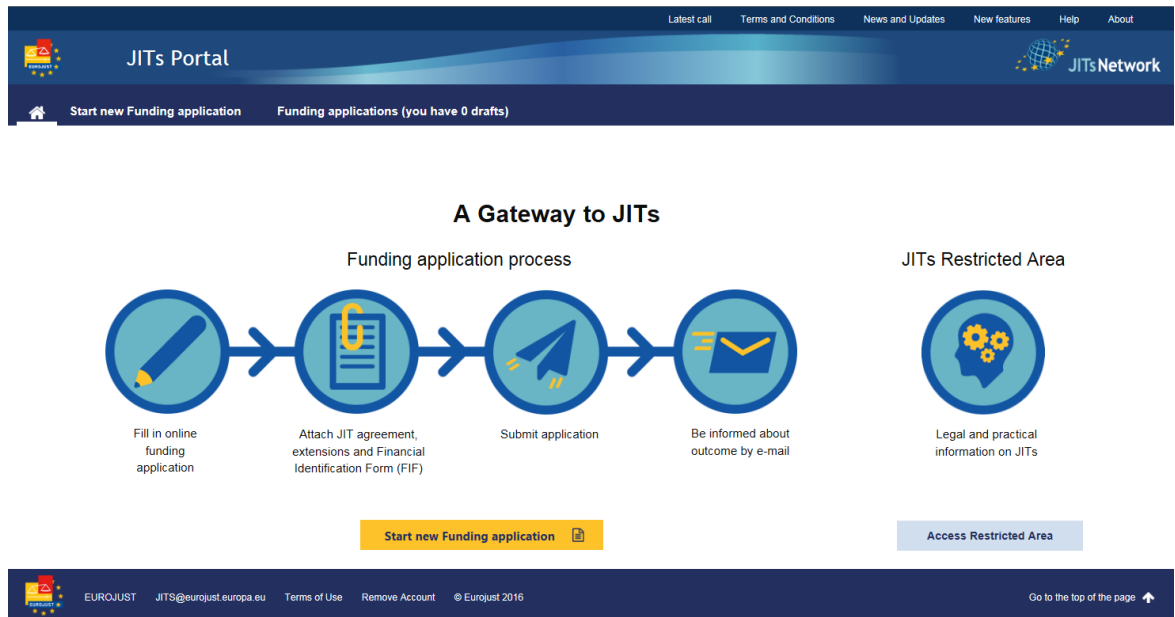 Latest call Terms and Conditions News and Updates New features Help About
EUROJUST
JITs Portal
JITsNetwork
Start new Funding application Funding applications (you have 0 drafts)
A Gateway to JITs
Funding application process
JITs Restricted Area
Fill in online
funding
application
Attach JIT agreement,
extensions and Financial
Identification Form (FIF)
Submit application
Be informed about
outcome by e-mail
Legal and practical
information on JITs
Start new Funding application
Access Restricted Area
EUROJUST
EUROJUST JITS@eurojust.europa.eu Terms of Use Remove Account © Eurojust 2016 Go to the top of the page